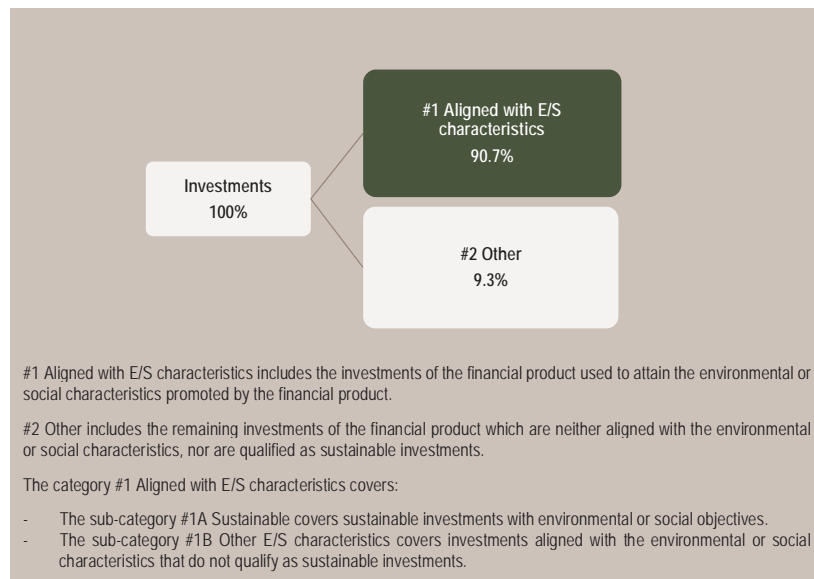 #1 Aligned with E/S
characteristics
90.7%
Investments
100%
#2 Other
9.3%
#1 Aligned with E/S characteristics includes the investments of the financial product used to attain the environmental or
social characteristics promoted by the financial product.
#2 Other includes the remaining investments of the financial product which are neither aligned with the environmental
or social characteristics, nor are qualified as sustainable investments.
The category #1 Aligned with E/S characteristics covers:
- The sub-category #1A Sustainable covers sustainable investments with environmental or social objectives.
- The sub-category #1B Other E/S characteristics covers investments aligned with the environmental or social
characteristics that do not qualify as sustainable investments.